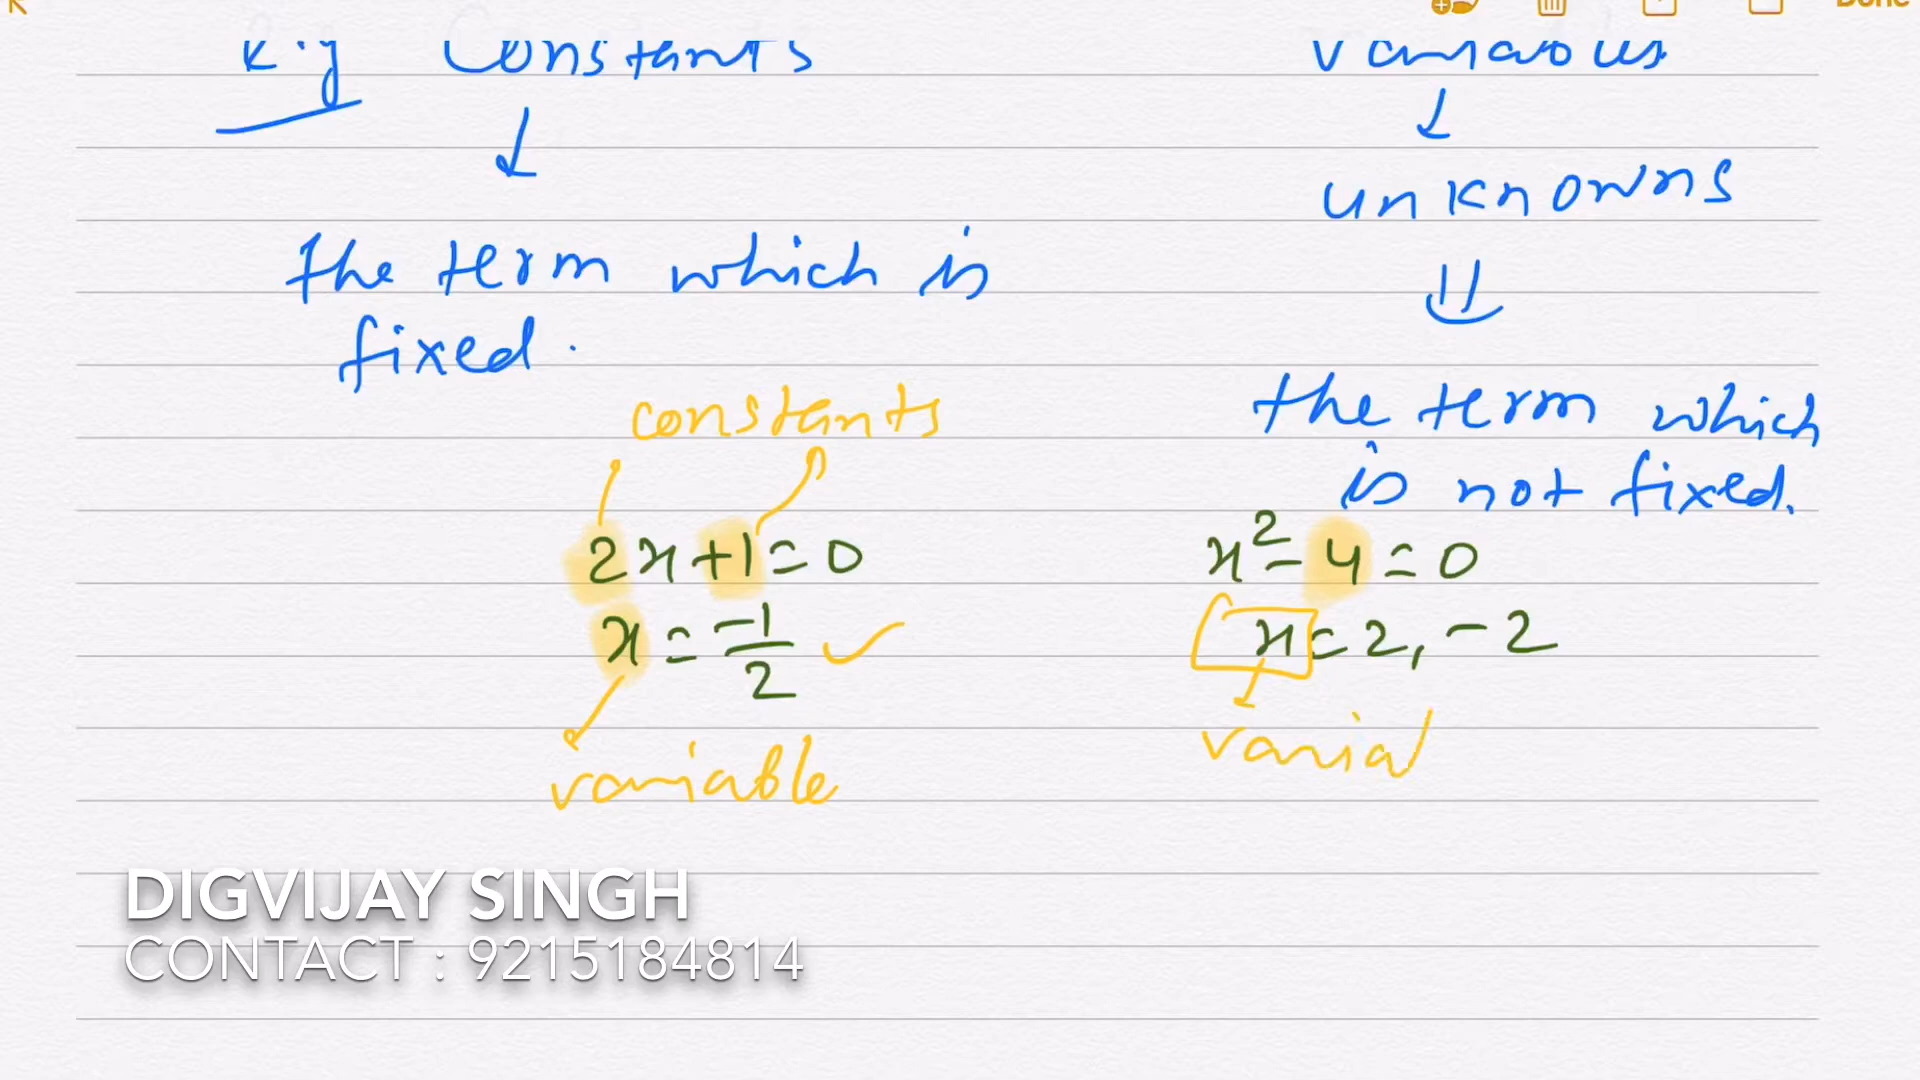 Constants
variables
↓
↓
unknowns
the term which is
fixed.
⇓
the term which
is not fixed.
constants
2x+1=0
x = -1/2 ✓
variable
x²-4=0
x=2, -2
varial
DIGVIJAY SINGH
CONTACT : 9215184814